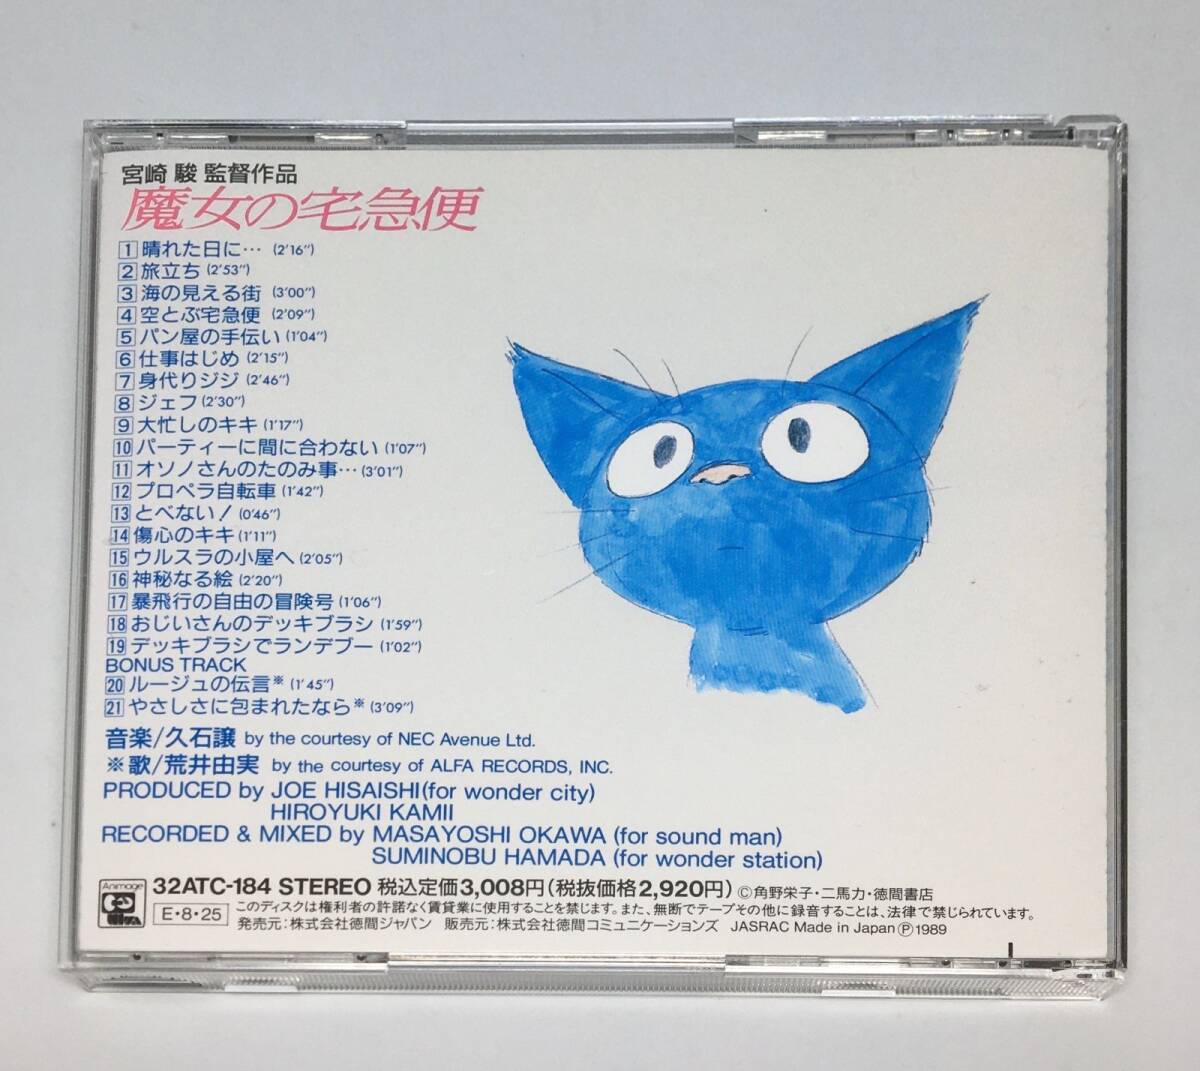 宮崎 駿 監督作品
魔女の宅急便
1 晴れた日に… (2'16")
2 旅立ち (2'53")
3 海の見える街 (3'00")
4 空とぶ宅急便 (2'09")
5 パン屋の手伝い (1'04")
6 仕事はじめ (2'15")
7 身代りジジ (2'46")
8 ジェフ (2'30")
9 大忙しのキキ (1'17")
10 パーティーに間に合わない (1'07")
11 オソノさんのたのみ事… (3'01")
12 プロペラ自転車 (1'42")
13 とべない! (0'46")
14 傷心のキキ (1'11")
15 ウルスラの小屋へ (2'05")
16 神秘なる絵 (2'20")
17 暴飛行の自由の冒険号 (1'06")
18 おじいさんのデッキブラシ (1'59")
19 デッキブラシでランデブー (1'02")
BONUS TRACK
20 ルージュの伝言※ (1'45")
21 やさしさに包まれたなら※ (3'09")
音楽/久石譲 by the courtesy of NEC Avenue Ltd.
※歌/荒井由実 by the courtesy of ALFA RECORDS, INC.
PRODUCED by JOE HISAISHI (for wonder city)
HIROYUKI KAMII
RECORDED & MIXED by MASAYOSHI OKAWA (for sound man)
SUMINOBU HAMADA (for wonder station)
Animage 32ATC-184 STEREO 税込定価3,008円(税抜価格2,920円) ©角野栄子・二馬力・徳間書店
E・8・25 このディスクは権利者の許諾なく賃貸業に使用することを禁じます。また、無断でテープその他に録音することは、法律で禁じられています。
発売元:株式会社徳間ジャパン 販売元:株式会社徳間コミュニケーションズ JASRAC Made in Japan ℗1989